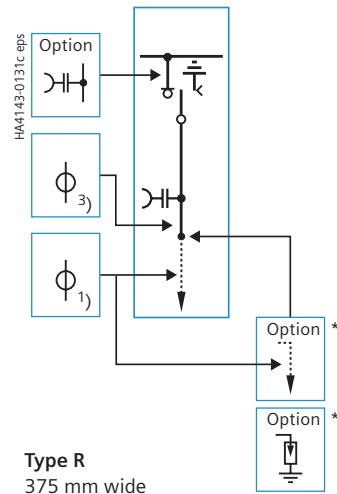 HA4143-0131c eps
Option
3)
1)
Option *
Option *
Type R
375 mm wide